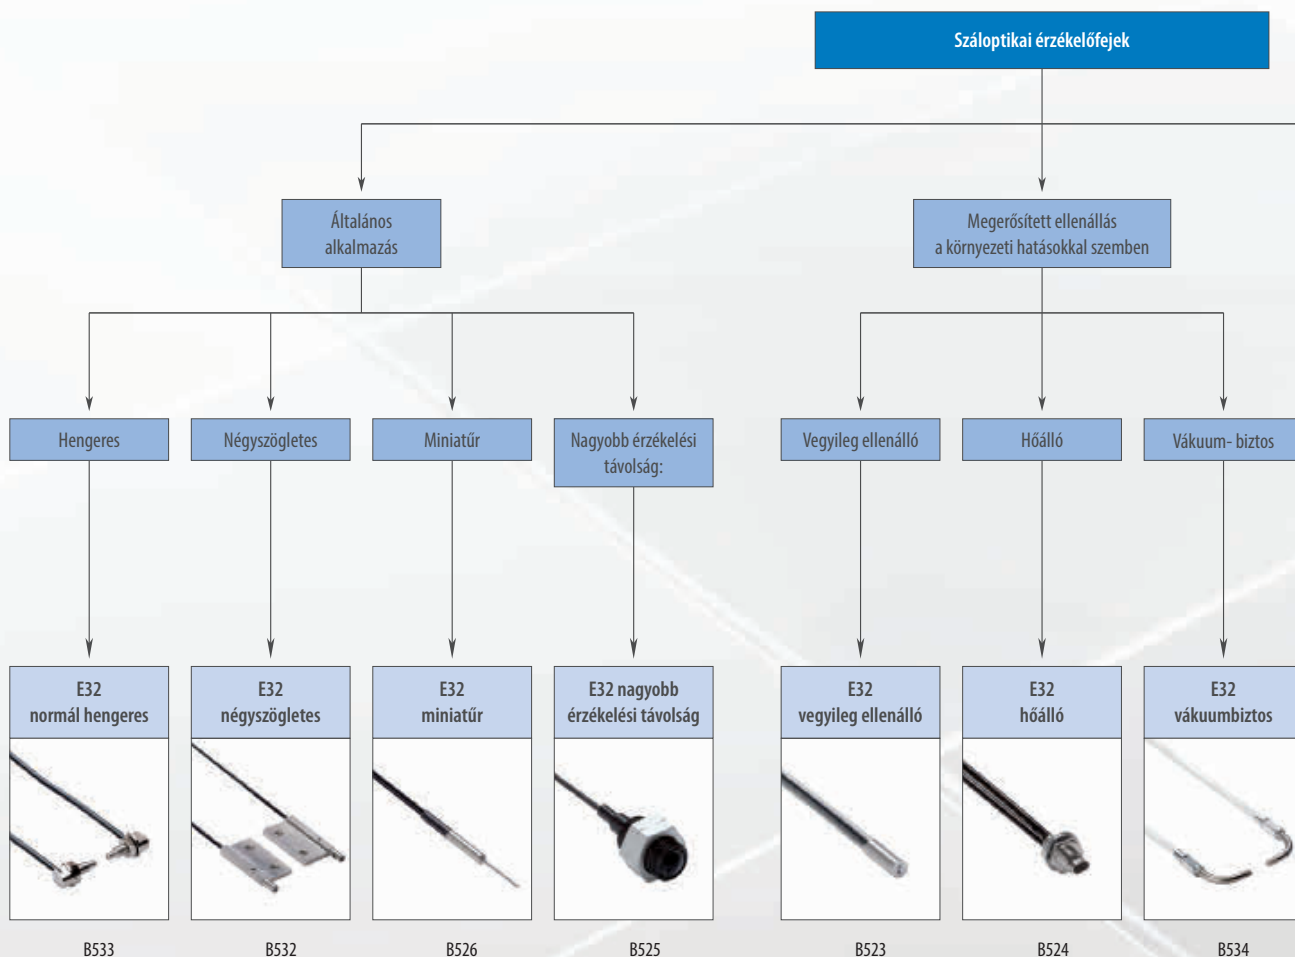 Száloptikai érzékelőfejek
Általános
alkalmazás
Megerősített ellenállás
a környezeti hatásokkal szemben
Hengeres
Négyszögletes
Miniatűr
Nagyobb érzékelési
távolság:
Vegyileg ellenálló
Hőálló
Vákuum- biztos
E32
normál hengeres
E32
négyszögletes
E32
miniatűr
E32 nagyobb
érzékelési távolság
E32
vegyileg ellenálló
E32
hőálló
E32
vákuumbiztos
B533
B532
B526
B525
B523
B524
B534